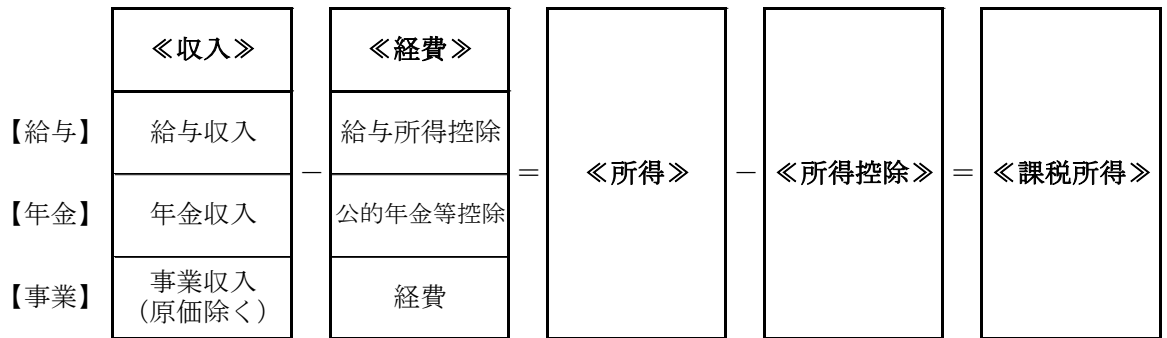 ≪収入≫
≪経費≫
【給与】
給与収入
給与所得控除
【年金】
年金収入
－
公的年金等控除
＝
≪所得≫
－
≪所得控除≫
＝
≪課税所得≫
【事業】
事業収入
（原価除く）
経費